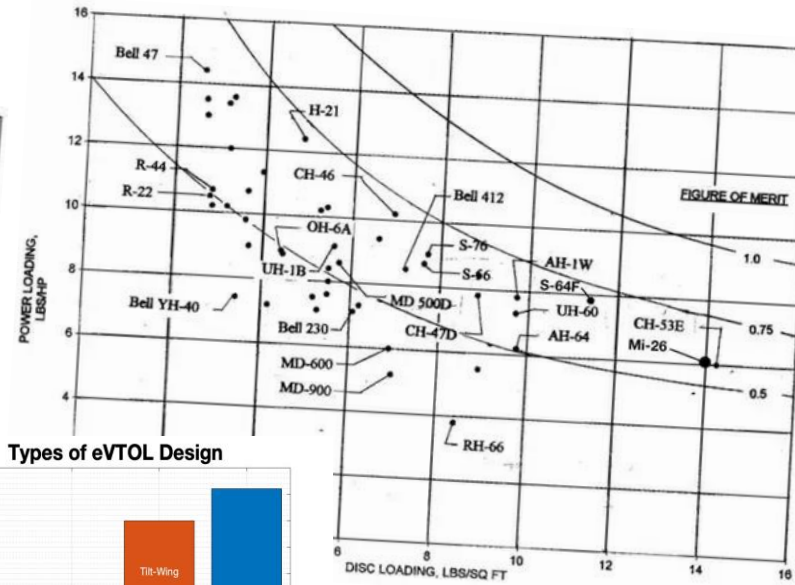 16
14
12
10
8
6
4
POWER LOADING,
LBS/HP
Bell 47
H-21
R-44
R-22
CH-46
Bell 412
FIGURE OF MERIT
OH-6A
S-76
UH-1B
S-66
AH-1W
S-64F
1.0
Bell YH-40
MD 500D
UH-60
CH-53E
0.75
Bell 230
CH-47D
AH-64
Mi-26
MD-600
MD-900
0.5
RH-66
6
8
10
12
14
16
DISC LOADING, LBS/SQ FT
Types of eVTOL Design
Tilt-Wing